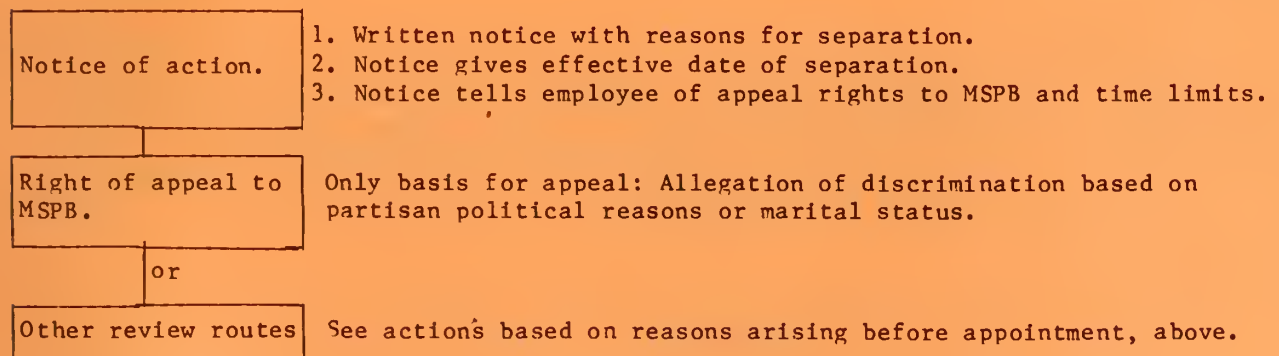 Notice of action.
1. Written notice with reasons for separation.
2. Notice gives effective date of separation.
3. Notice tells employee of appeal rights to MSPB and time limits.
Right of appeal to
MSPB.
Only basis for appeal: Allegation of discrimination based on
partisan political reasons or marital status.
or
Other review routes
See actions based on reasons arising before appointment, above.